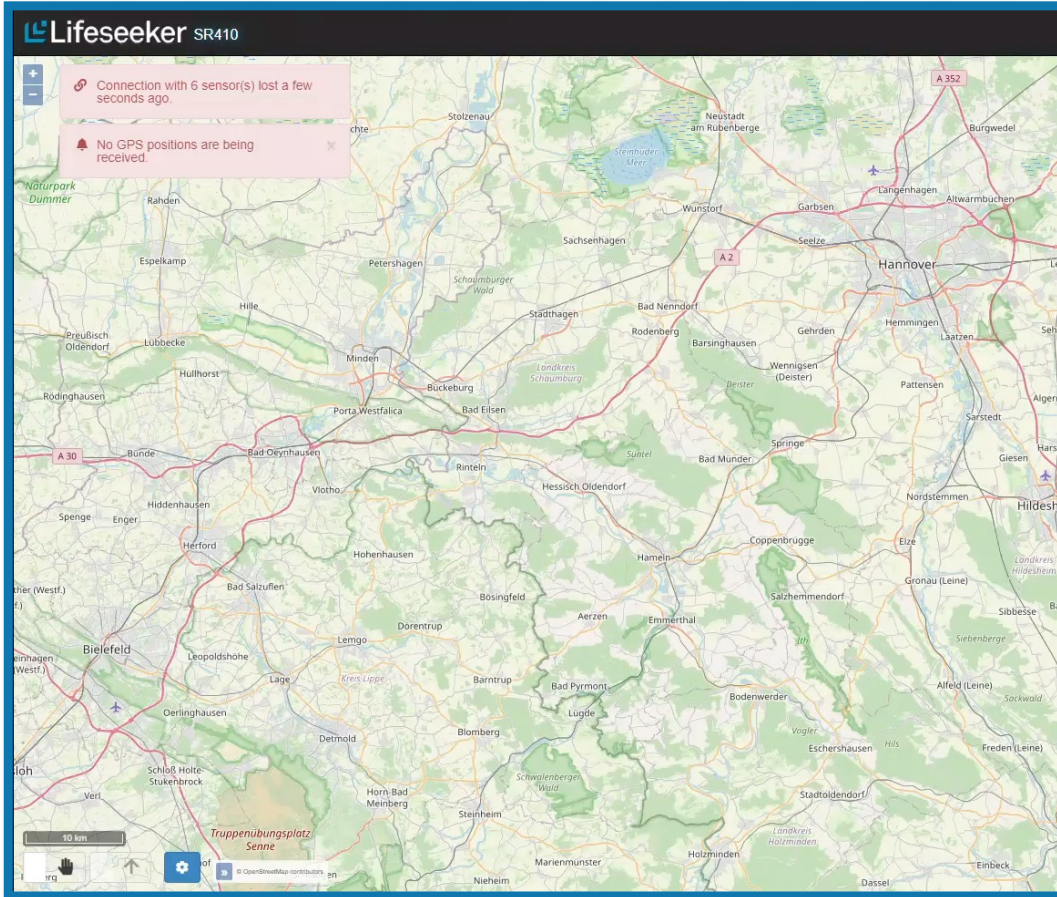 Lifeseeker SR410
+
Connection with 6 sensor(s) lost a few
seconds ago.
−
No GPS positions are being
received.
x
A 352
Stolzenau
Neustadt
am Rübenberge
Burgwedel
Steinhuder
Meer
Naturpark
Dümmer
Rahden
Langenhagen
Altwarmbüchen
Wunstorf
Garbsen
Sachsenhagen
Seelze
Espelkamp
Petershagen
A 2
Hannover
Schaumburger
Wald
Hille
Bad Nenndorf
Stadthagen
Preußisch
Oldendorf
Lübbecke
Rodenberg
Barsinghausen
Gehrden
Hemmingen
Laatzen
Minden
Hüllhorst
Landkreis
Schaumburg
Wennigsen
(Deister)
Bückeburg
Deister
Pattensen
Rödinghausen
Porta Westfalica
Bad Eilsen
Sarstedt
Springe
A 30
Bünde
Bad Oeynhausen
Süntel
Bad Münder
Giesen
Rinteln
Vlotho
Hessisch Oldendorf
Nordstemmen
Hiddenhausen
Spenge
Enger
Herford
Hohenhausen
Hameln
Coppenbrügge
Elze
Landkreis
Hildesheim
Bad Salzuflen
Bösingfeld
Gronau (Leine)
Salzhemmendorf
Aerzen
Emmerthal
Sibbesse
Dörentrup
Lemgo
Ith
Siebenberge
Bielefeld
Leopoldshöhe
Lage
Kreis Lippe
Barntrup
Bad Pyrmont
Alfeld (Leine)
Bodenwerder
Sackwald
Oerlinghausen
Lügde
Blomberg
Vogler
Detmold
Eschershausen
Hils
Freden (Leine)
Schloß Holte-
Stukenbrock
Schwalenberger
Wald
Verl
Horn-Bad
Meinberg
Stadtoldendorf
Steinheim
Truppenübungsplatz
Senne
Landkreis
Holzminden
10 km
Holzminden
Marienmünster
Einbeck
» © OpenStreetMap contributors.
Nieheim
Dassel